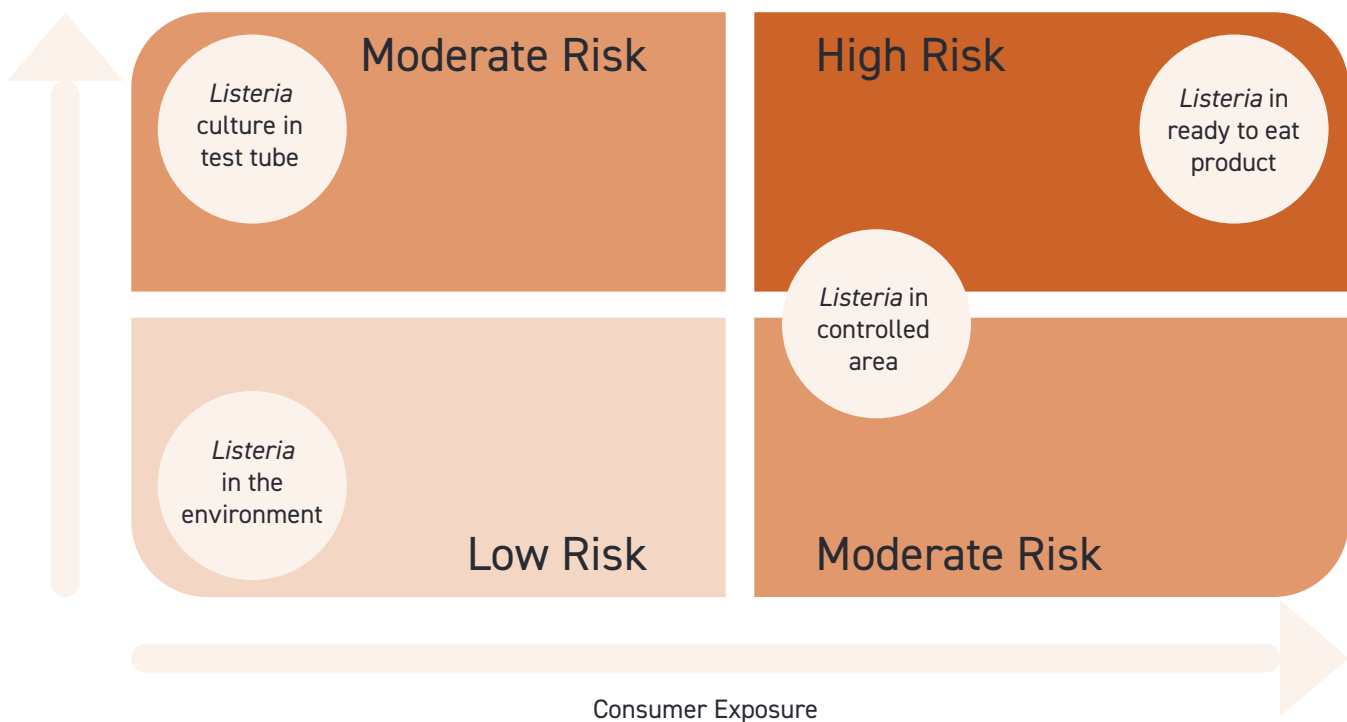 Moderate Risk
Listeria
culture in
test tube
High Risk
Listeria in
ready to eat
product
Listeria in
controlled
area
Listeria
in the
environment
Low Risk
Moderate Risk
Consumer Exposure